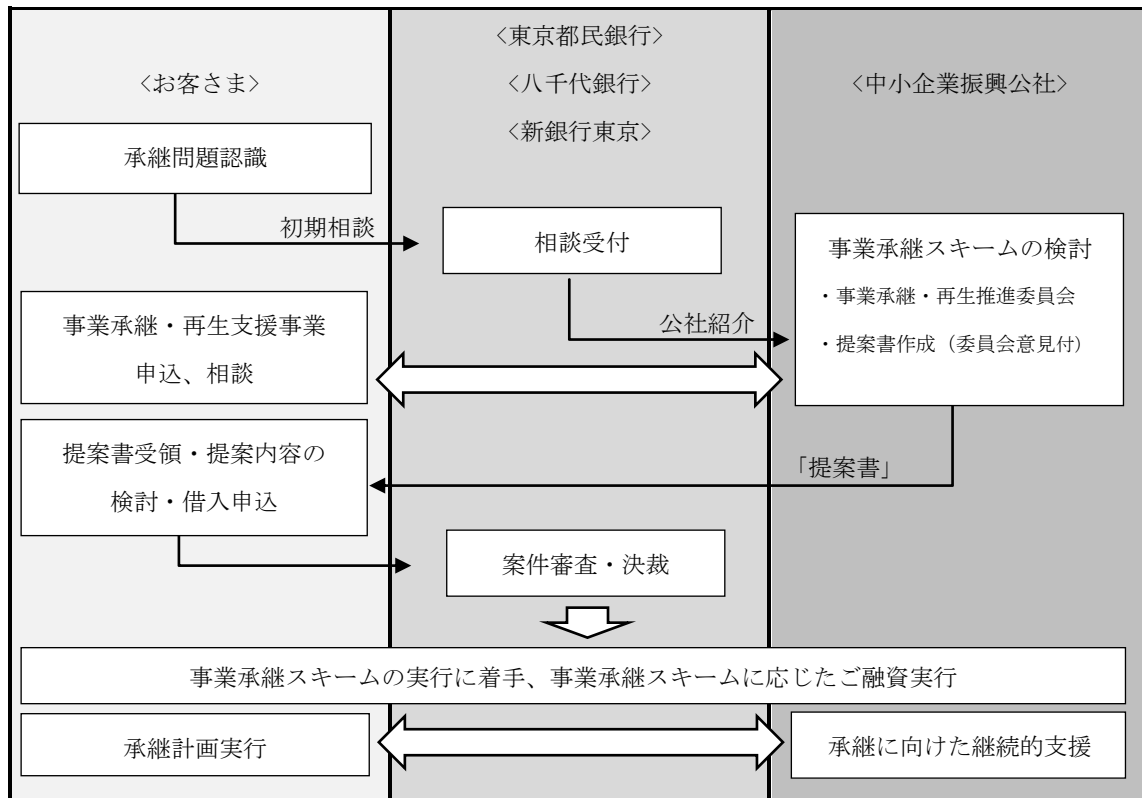 <お客さま>
<東京都民銀行>
<八千代銀行>
<新銀行東京>
<中小企業振興公社>
承継問題認識
初期相談
相談受付
公社紹介
事業承継スキームの検討
・事業承継・再生推進委員会
・提案書作成（委員会意見付）
事業承継・再生支援事業
申込、相談
「提案書」
提案書受領・提案内容の
検討・借入申込
案件審査・決裁
事業承継スキームの実行に着手、事業承継スキームに応じたご融資実行
承継計画実行
承継に向けた継続的支援